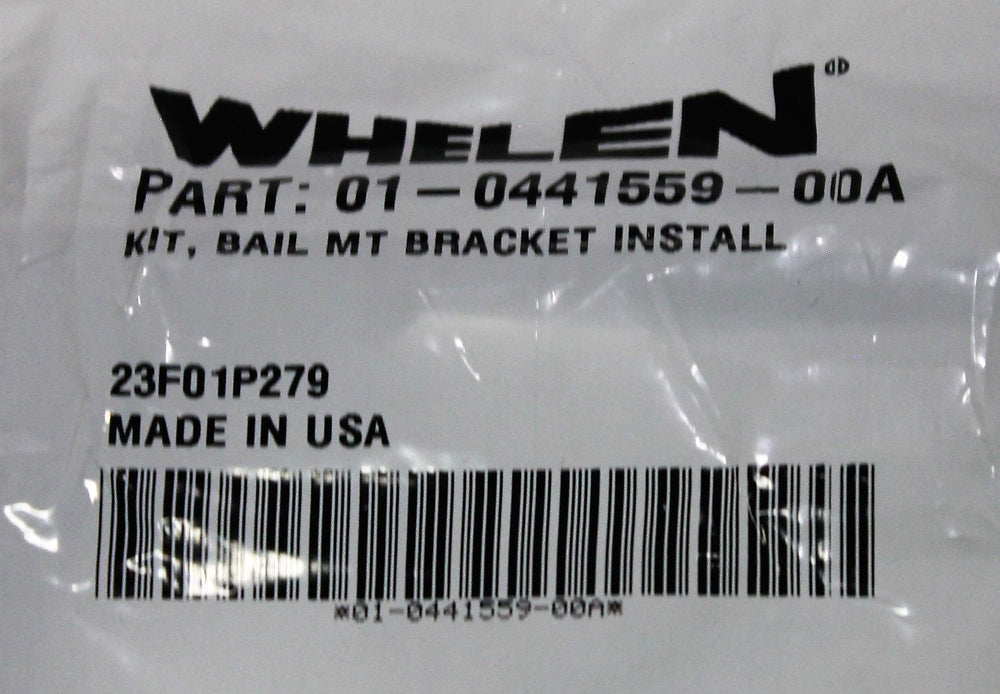 WHELEN®
PART: 01-0441559-00A
KIT, BAIL MT BRACKET INSTALL
23F01P279
MADE IN USA
*01-0441559-00A*